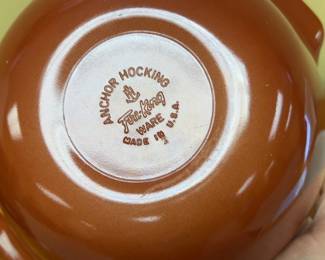 ANCHOR HOCKING
Fire-King
WARE
MADE IN U.S.A.